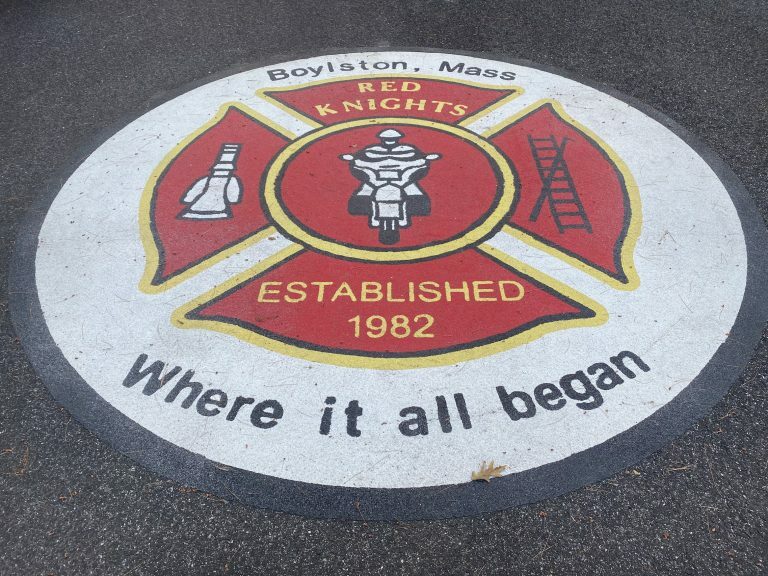 Boylston, Mass
RED
KNIGHTS
ESTABLISHED
1982
Where it all began